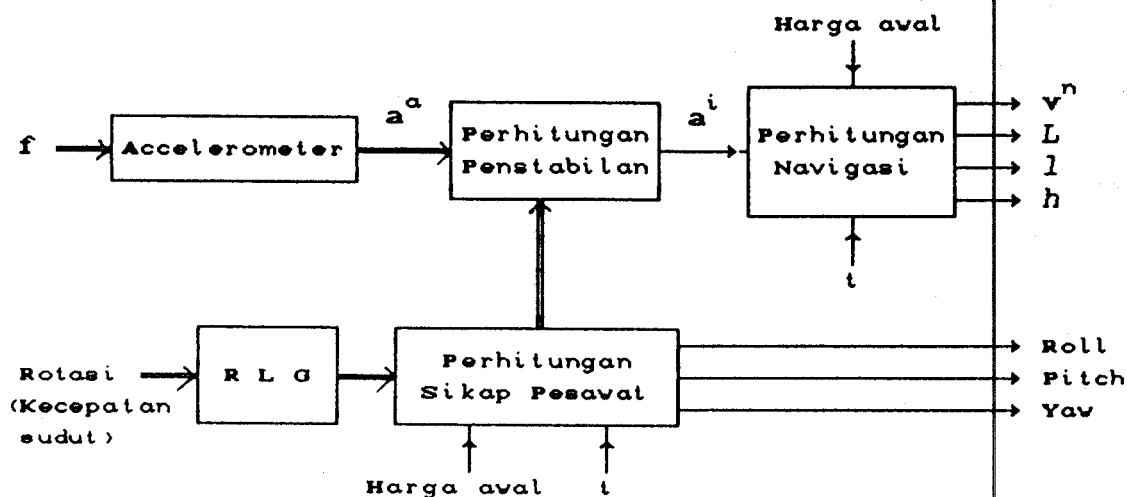 Harga awal
f
Accelerometer
a^a
Perhitungan
Penstabilan
a^i
Perhitungan
Navigasi
v^n
L
l
h
t
Rotasi
(Kecepatan
sudut)
R L G
Perhitungan
Sikap Pesawat
Roll
Pitch
Yaw
Harga awal
t